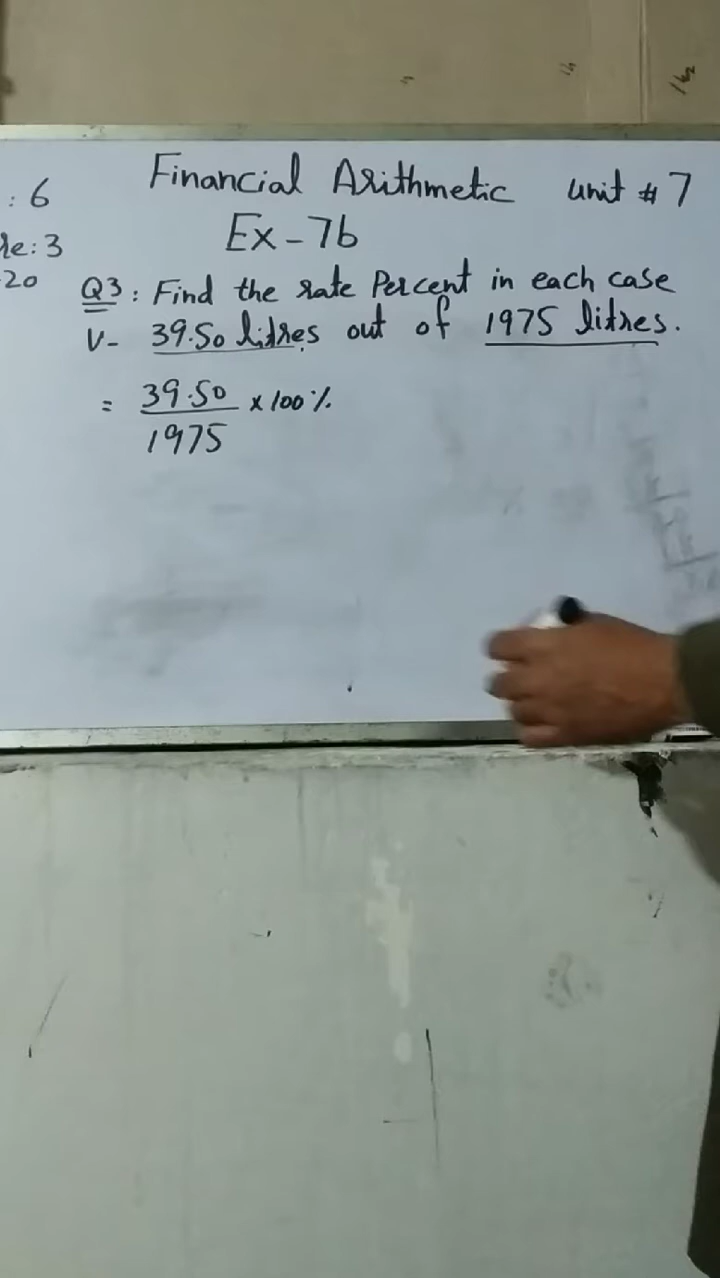 Financial Arithmetic unit # 7
: 6
Ex - 7b
re: 3
-20
Q3 : Find the rate Percent in each case
V- 39.50 litres out of 1975 litres.
= 39.50 x 100 %
1975